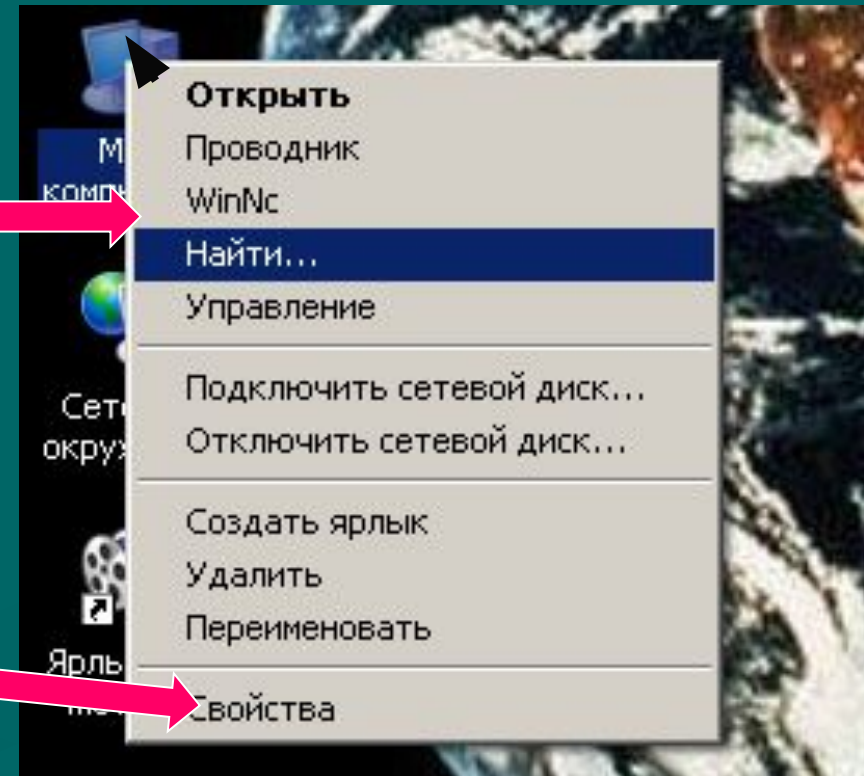 Открыть
Проводник
WinNc
Найти...
Управление
Подключить сетевой диск...
Отключить сетевой диск...
Создать ярлык
Удалить
Переименовать
Свойства